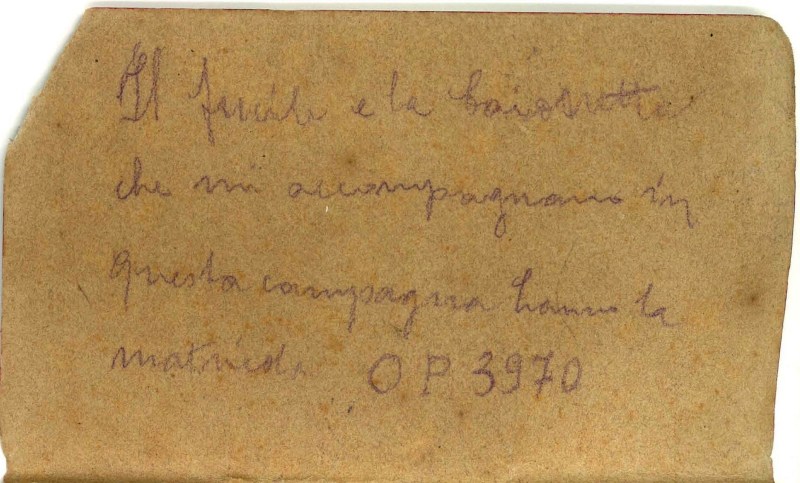 Il fucile e la baionetta
che mi accompagnano in
questa campagna hanno la
matricola OP 3970